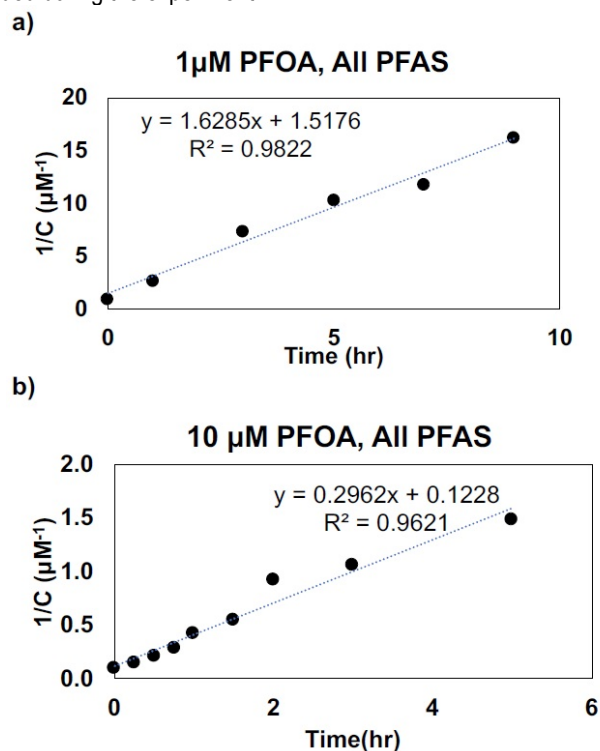 a)
1µM PFOA, All PFAS
20
y = 1.6285x + 1.5176
R² = 0.9822
15
10
5
0
1/C (µM-1)
0
5
10
Time (hr)
b)
10 µM PFOA, All PFAS
2.0
y = 0.2962x + 0.1228
R² = 0.9621
1.5
1.0
0.5
0.0
1/C (µM-1)
0
2
4
6
Time(hr)